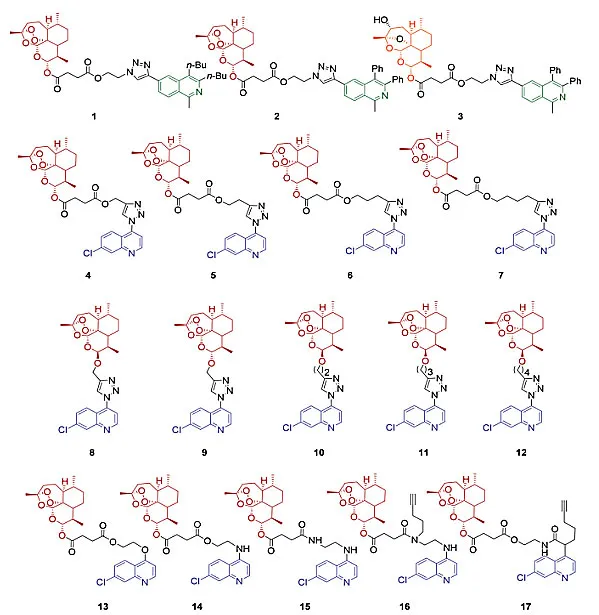 H H HO H
O O O O O O O
O O O O O
O O O O O O
N=N n-Bu N=N Ph N=N Ph
O O N n-Bu O O N Ph O O N Ph
N N N
1 2 3
H H H H
O O O O O O O O
O O O O O O O O
O O O O O O O O
O O O O
N N N N
N N N N
N N N N
Cl Cl Cl Cl
N N N N
4 5 6 7
H H H H H
O O O O O
O O O O O
O O O O O
O O O O O
( )2 ( )3 ( )4
N N N N N
N N N N N
N N N N N
Cl Cl Cl Cl Cl
N N N N N
8 9 10 11 12
H H H H H
O O O O O
O O O O O
O O O O O
O O O O O
O O NH N N H
O NH NH NH
Cl Cl Cl Cl Cl
N N N N N
13 14 15 16 17